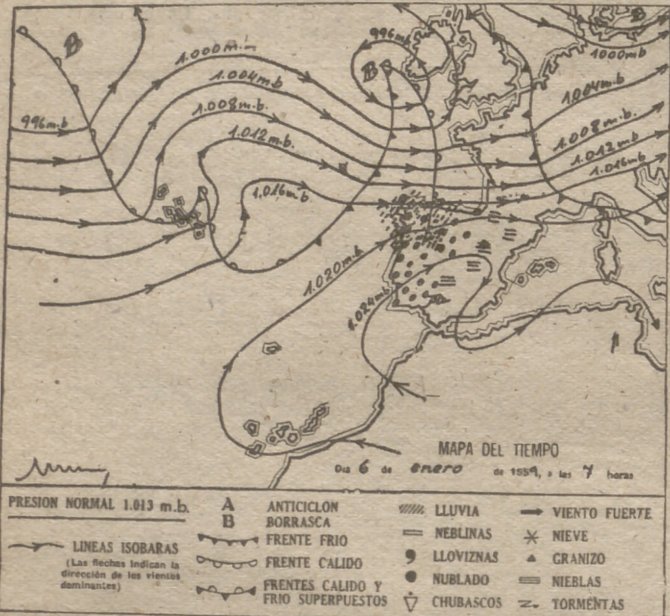 B
996 m.b
1.000 m.b
1.004 m.b
1.008 m.b.
1.012 m.b.
1.016 m.b
996 m.b
B
B
1000 m.b
1.004 m.b
1.008 m.b
1.012 m.b
1.016 m.b
1.020 m.b
1.024 m.b
MAPA DEL TIEMPO
Día 6 de enero de 1959, a las 7 horas
PRESION NORMAL 1.013 m.b.
LINEAS ISOBARAS
(Las flechas indican la
dirección de los vientos
dominantes)
A ANTICICLON
B BORRASCA
FRENTE FRIO
FRENTE CALIDO
FRENTES CALIDO Y
FRIO SUPERPUESTOS
LLUVIA
NEBLINAS
LLOVIZNAS
NUBLADO
CHUBASCOS
VIENTO FUERTE
NIEVE
GRANIZO
NIEBLAS
TORMENTAS